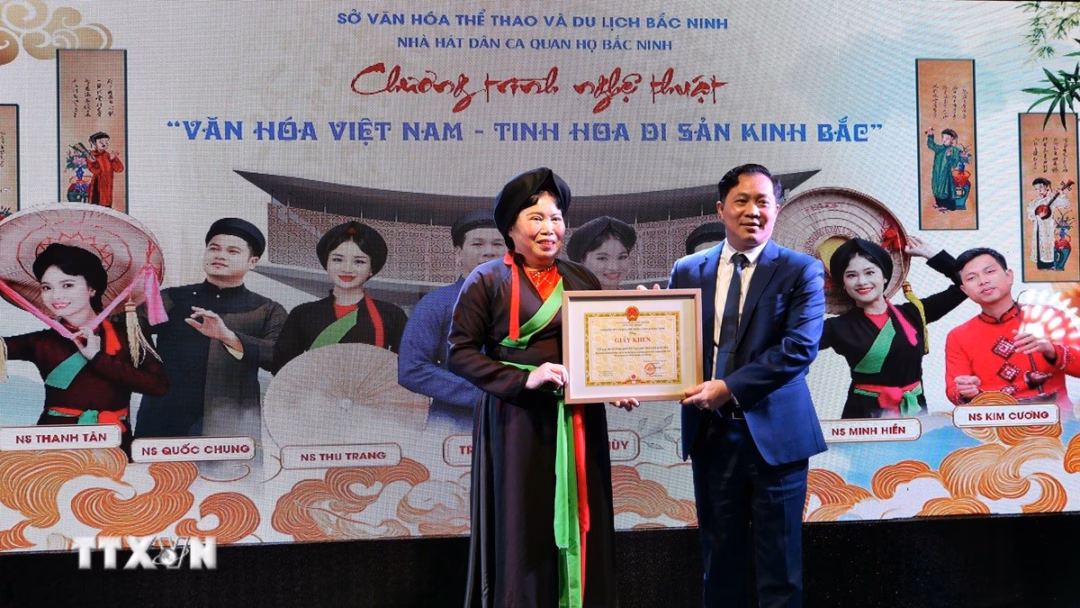 SỞ VĂN HÓA THỂ THAO VÀ DU LỊCH BẮC NINH
NHÀ HÁT DÂN CA QUAN HỌ BẮC NINH
Chương trình nghệ thuật
“VĂN HÓA VIỆT NAM - TINH HOA DI SẢN KINH BẮC”
GIẤY KHEN
NS THANH TÂN
NS QUỐC CHUNG
NS THU TRANG
NS MINH HIỀN
NS KIM CƯƠNG
TTXVN